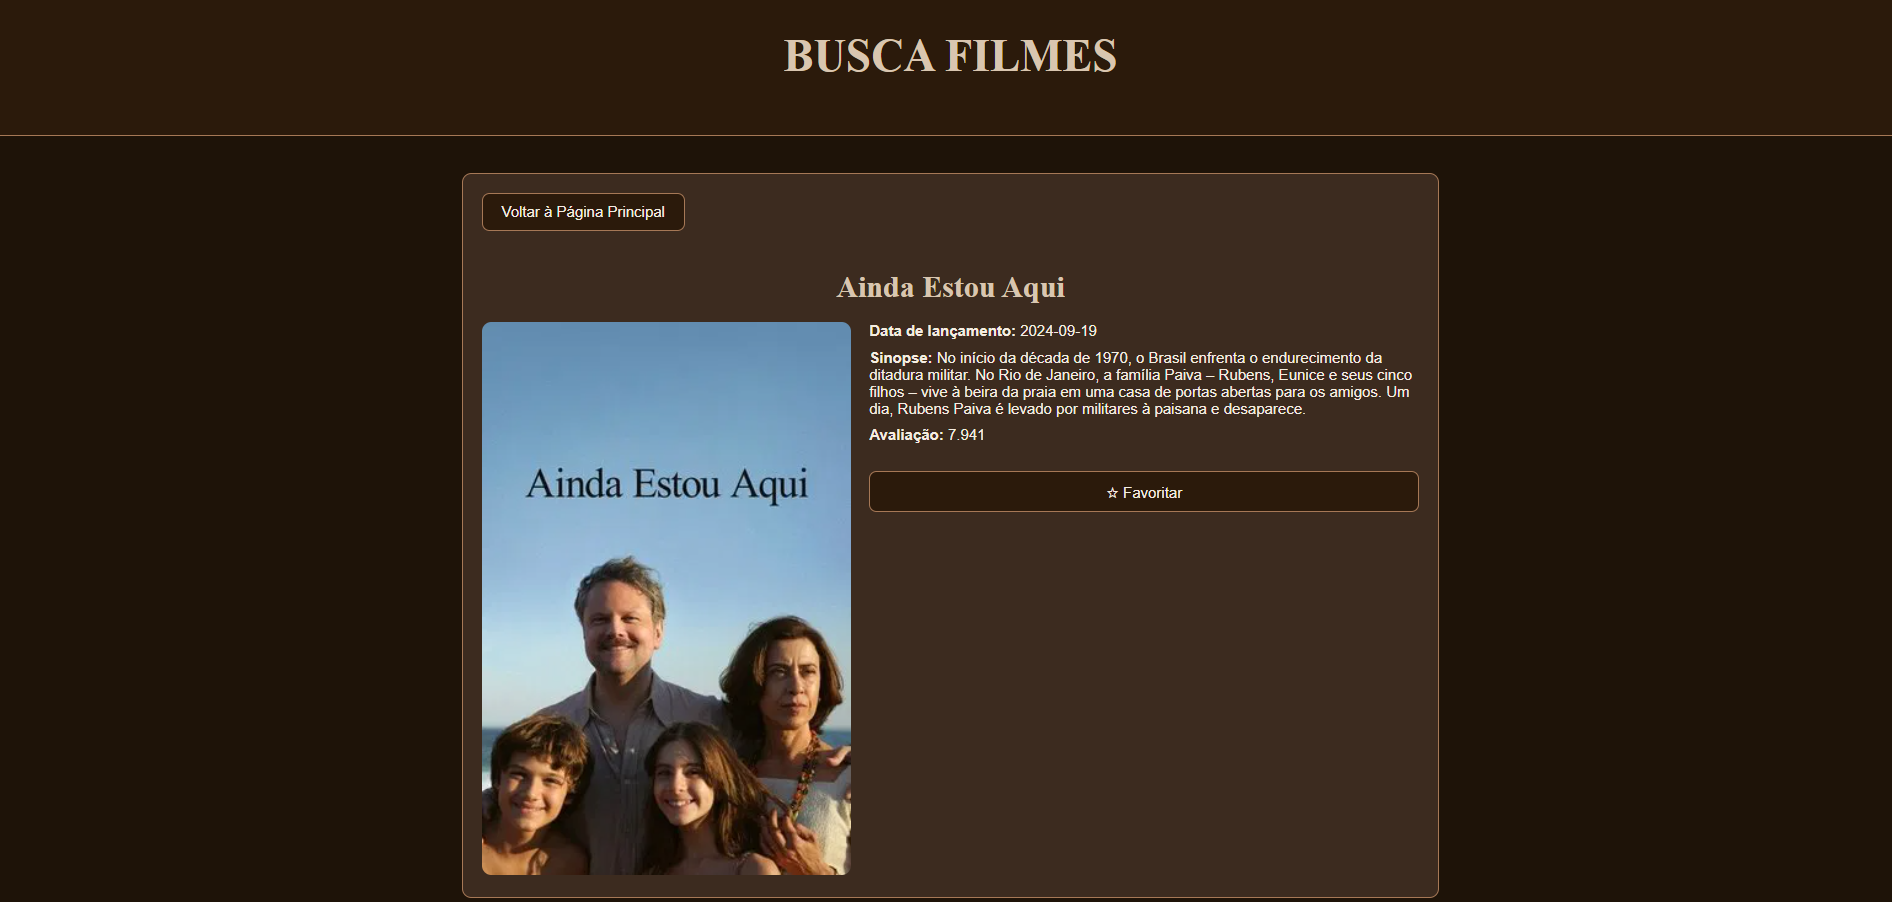 BUSCA FILMES
Voltar à Página Principal
Ainda Estou Aqui
Ainda Estou Aqui
Data de lançamento: 2024-09-19
Sinopse: No início da década de 1970, o Brasil enfrenta o endurecimento da
ditadura militar. No Rio de Janeiro, a família Paiva – Rubens, Eunice e seus cinco
filhos – vive à beira da praia em uma casa de portas abertas para os amigos. Um
dia, Rubens Paiva é levado por militares à paisana e desaparece.
Avaliação: 7.941
☆ Favoritar